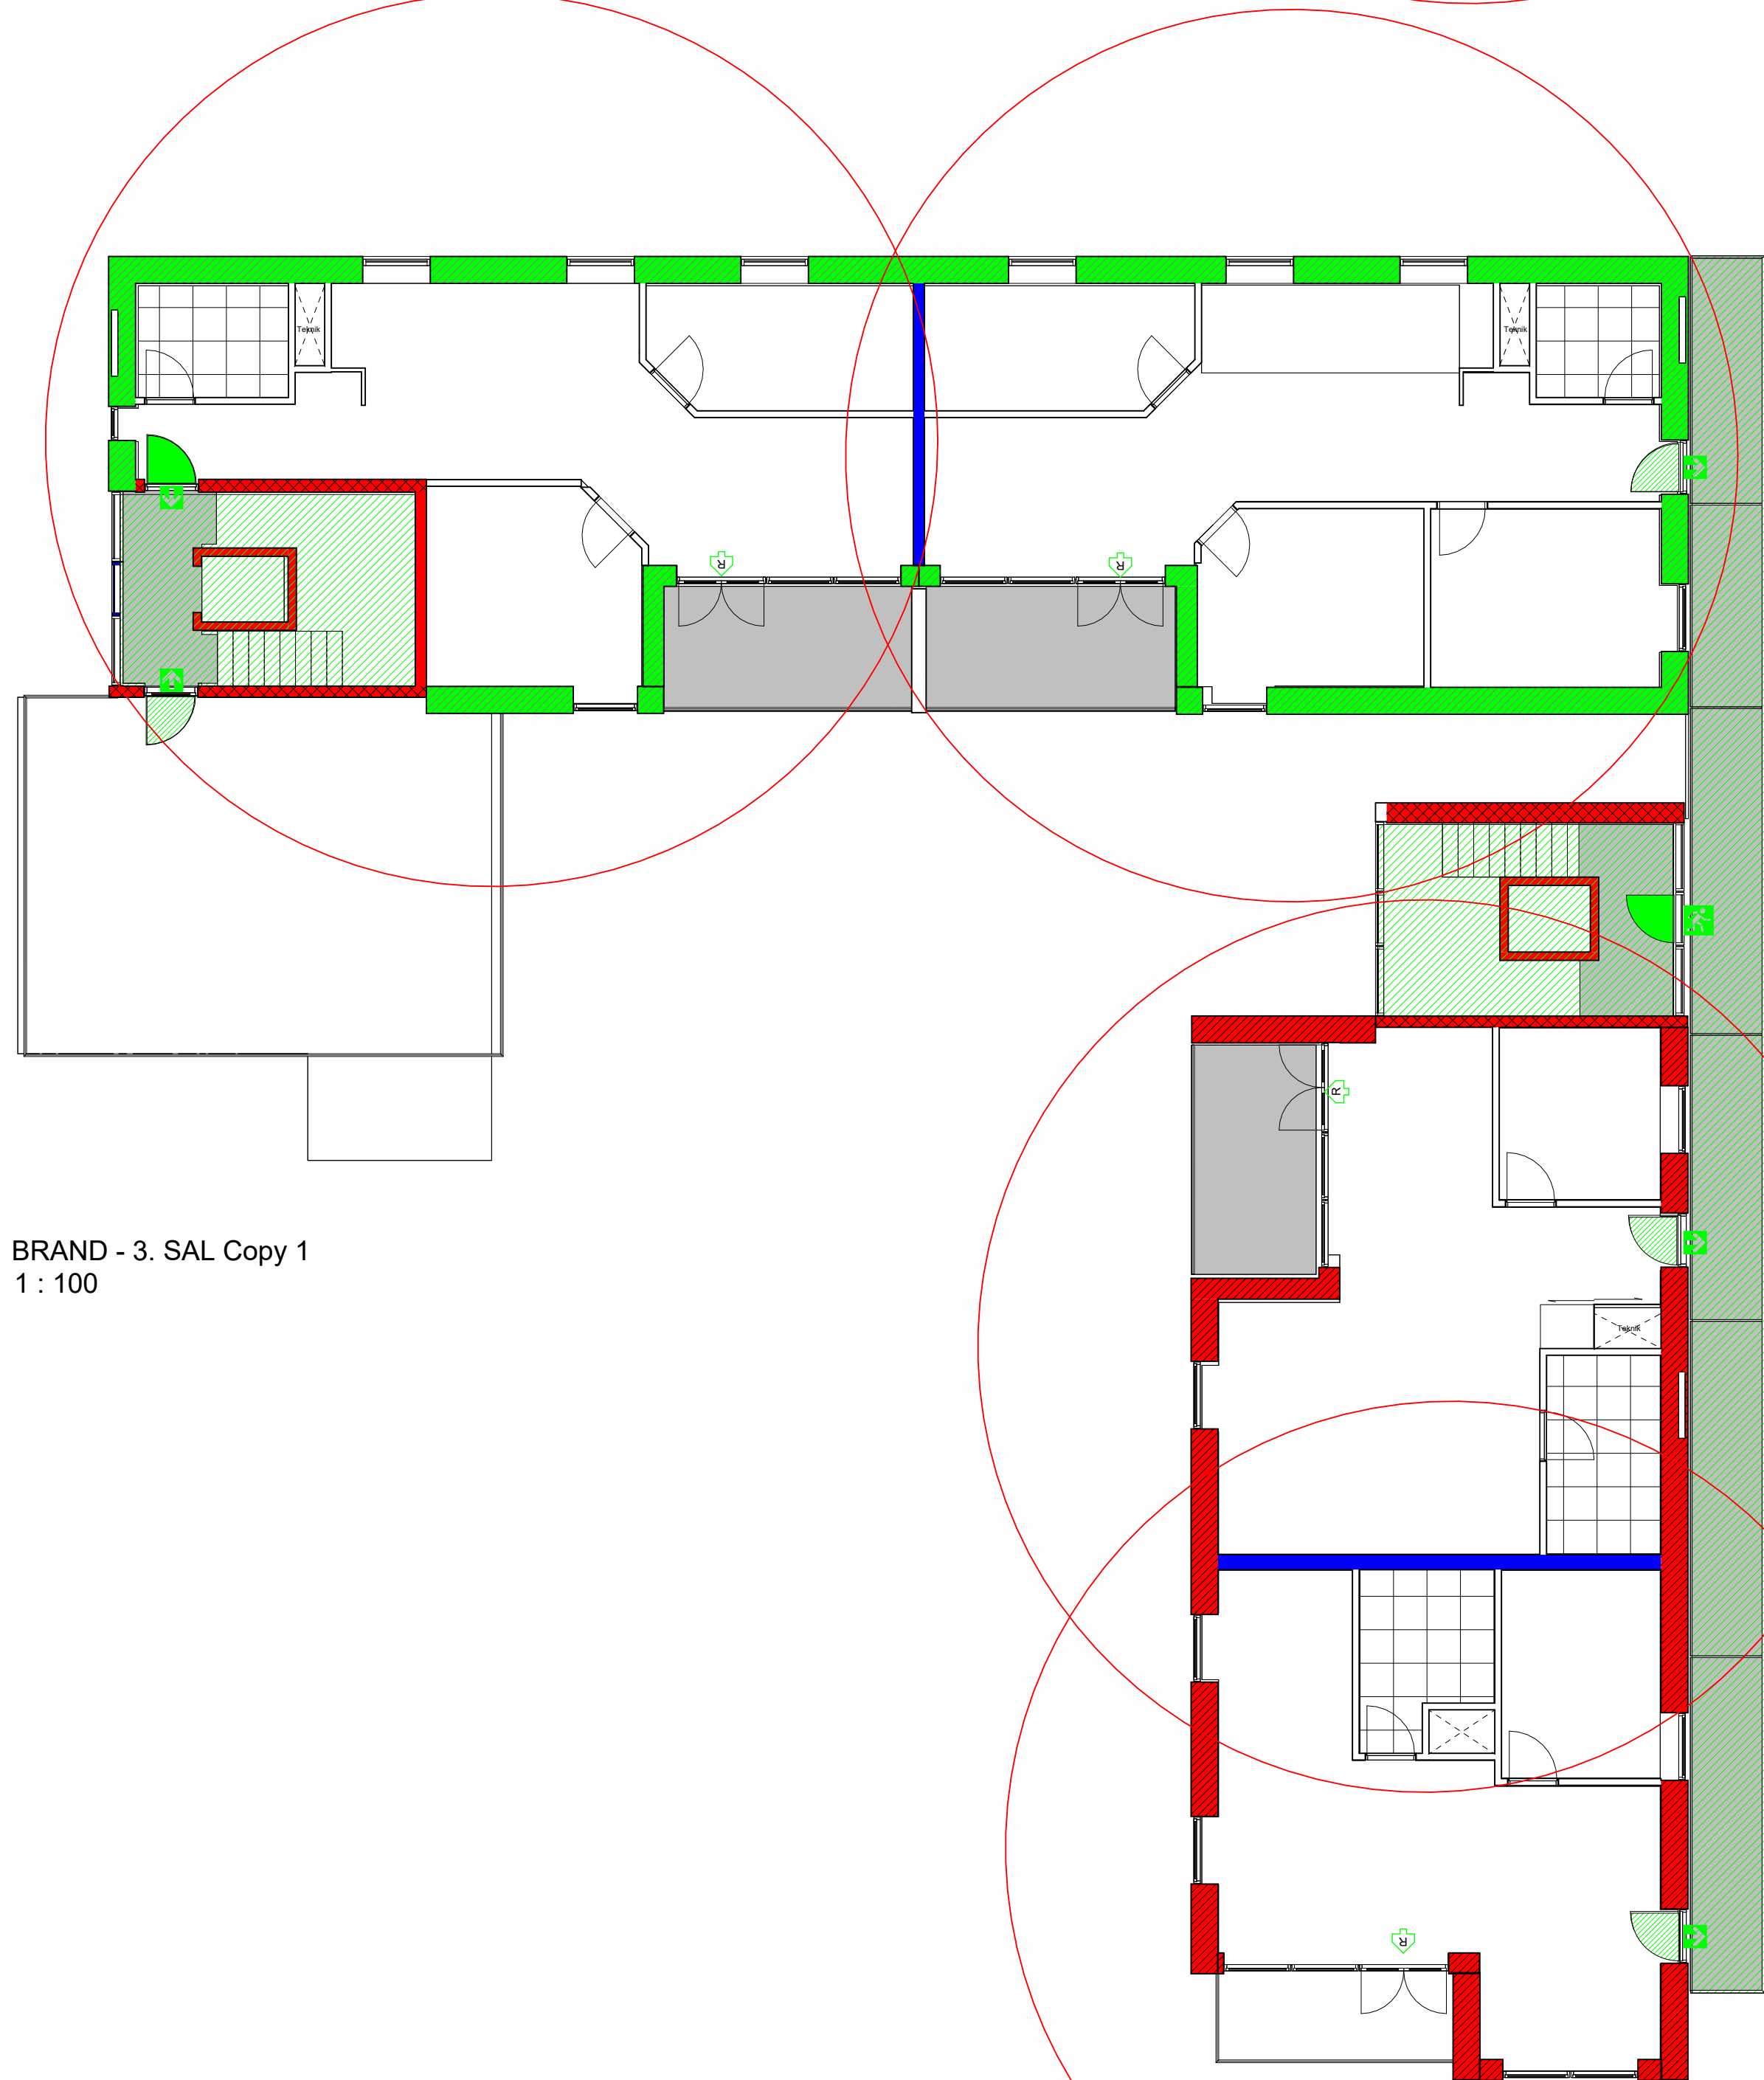 Teknik
Teknik
R
R
R
Teknik
R
BRAND - 3. SAL Copy 1
1 : 100